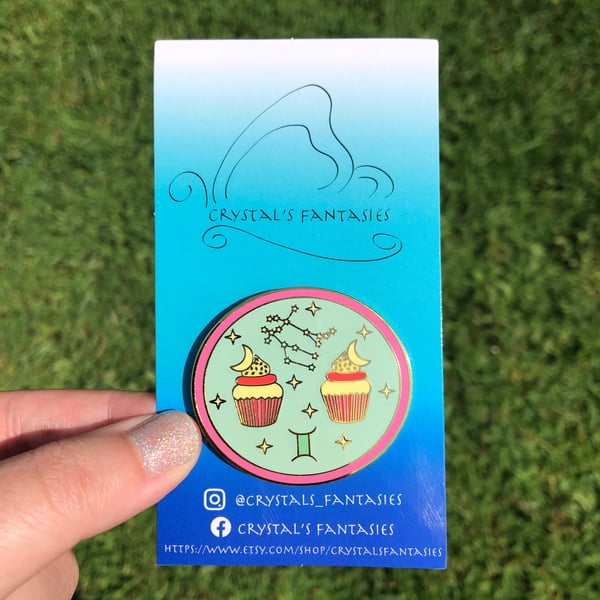 CRYSTAL'S FANTASIES
@CRYSTALS_FANTASIES
CRYSTAL'S FANTASIES
HTTPS://WWW.ETSY.COM/SHOP/CRYSTALSFANTASIES